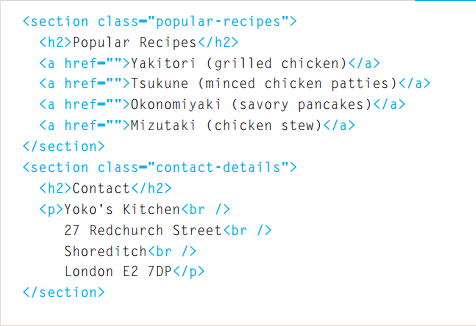 <section class="popular-recipes">
<h2>Popular Recipes</h2>
<a href="">Yakitori (grilled chicken)</a>
<a href="">Tsukune (minced chicken patties)</a>
<a href="">Okonomiyaki (savory pancakes)</a>
<a href="">Mizutaki (chicken stew)</a>
</section>
<section class="contact-details">
<h2>Contact</h2>
<p>Yoko's Kitchen<br />
27 Redchurch Street<br />
Shoreditch<br />
London E2 7DP</p>
</section>